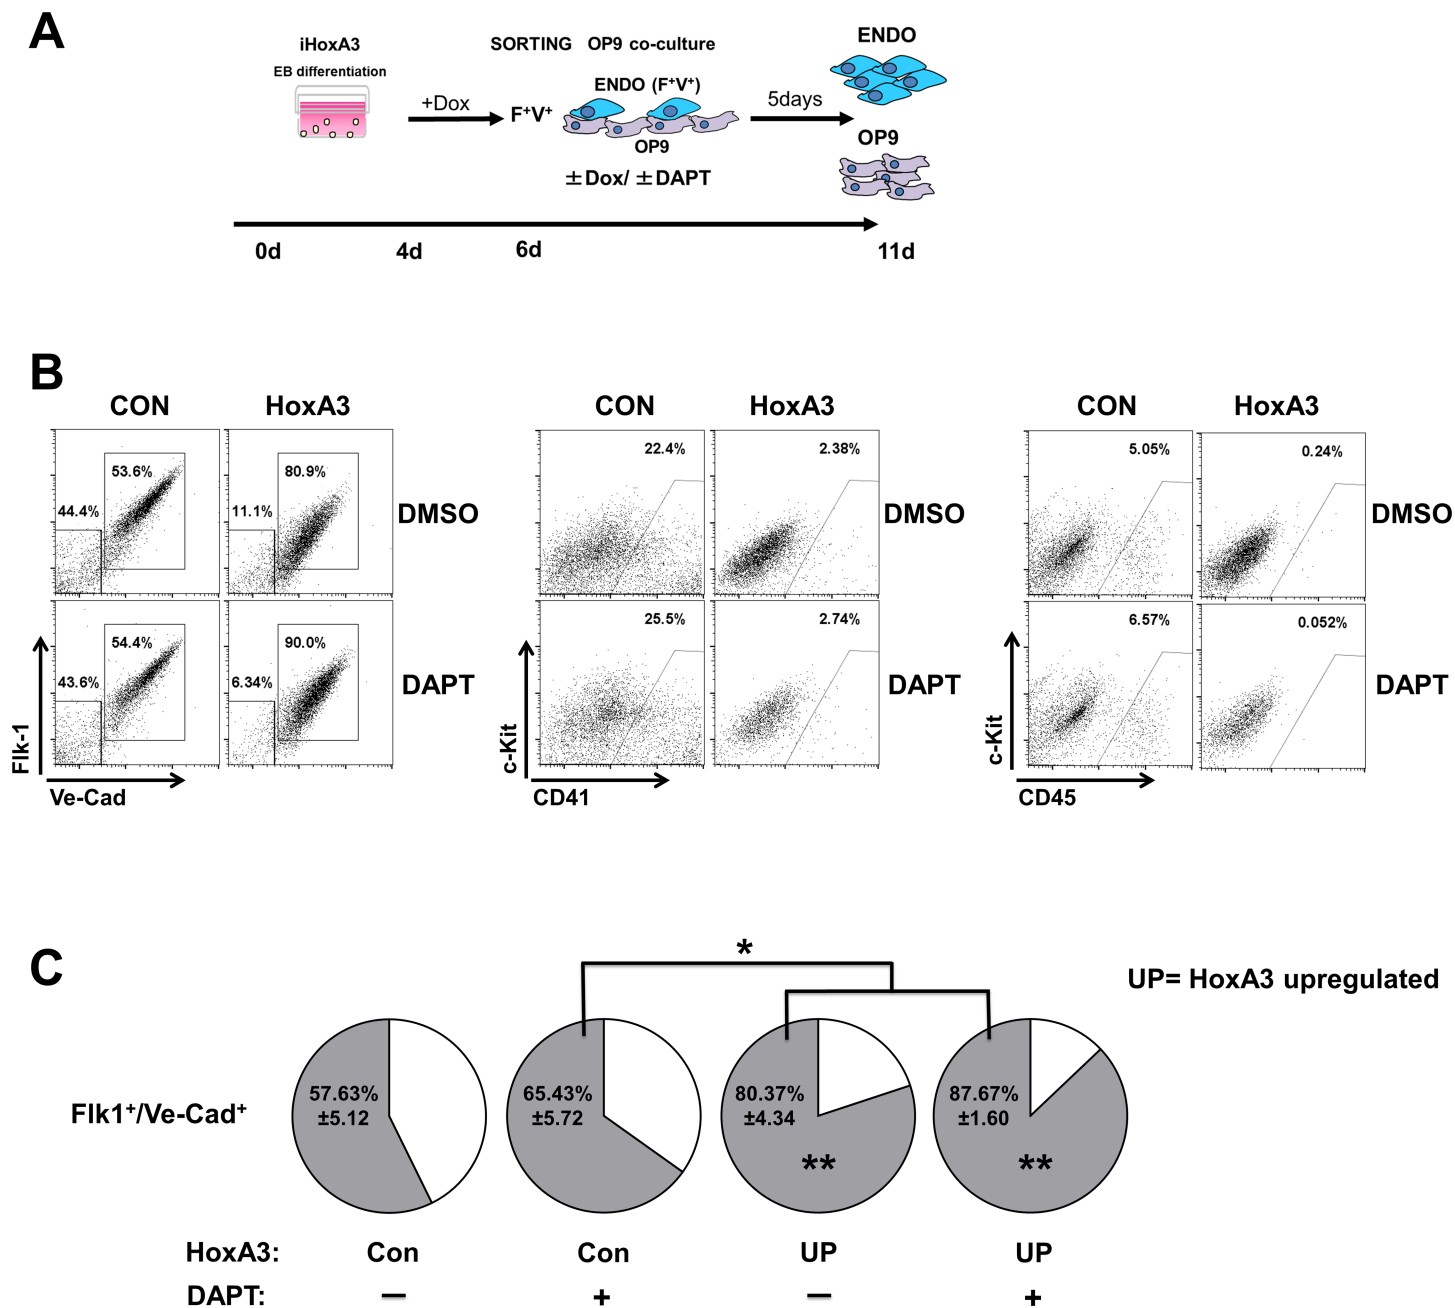 A
iHoxA3
EB differentiation
+Dox
SORTING OP9 co-culture
F⁺V⁺
ENDO (F⁺V⁺)
OP9
±Dox/ ±DAPT
5days
ENDO
OP9
0d 4d 6d 11d
B
CON HoxA3 CON HoxA3 CON HoxA3
53.6% 44.4% 80.9% 11.1% DMSO 22.4% 2.38% DMSO 5.05% 0.24% DMSO
54.4% 43.6% 90.0% 6.34% DAPT 25.5% 2.74% DAPT 6.57% 0.052% DAPT
Flk-1 c-Kit c-Kit
Ve-Cad CD41 CD45
C
*
UP= HoxA3 upregulated
Flk1⁺/Ve-Cad⁺
57.63% 65.43% 80.37% 87.67%
±5.12 ±5.72 ±4.34 ±1.60
** **
HoxA3: Con Con UP UP
DAPT: — + — +